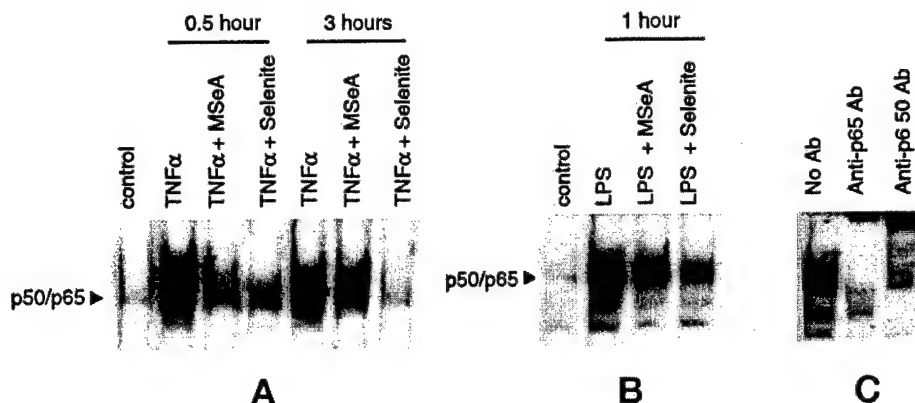 0.5 hour
3 hours
control
TNFα
TNFα + MSeA
TNFα + Selenite
TNFα
TNFα + MSeA
TNFα + Selenite
p50/p65
A
1 hour
control
LPS
LPS + MSeA
LPS + Selenite
p50/p65
B
No Ab
Anti-p65 Ab
Anti-p6 50 Ab
C